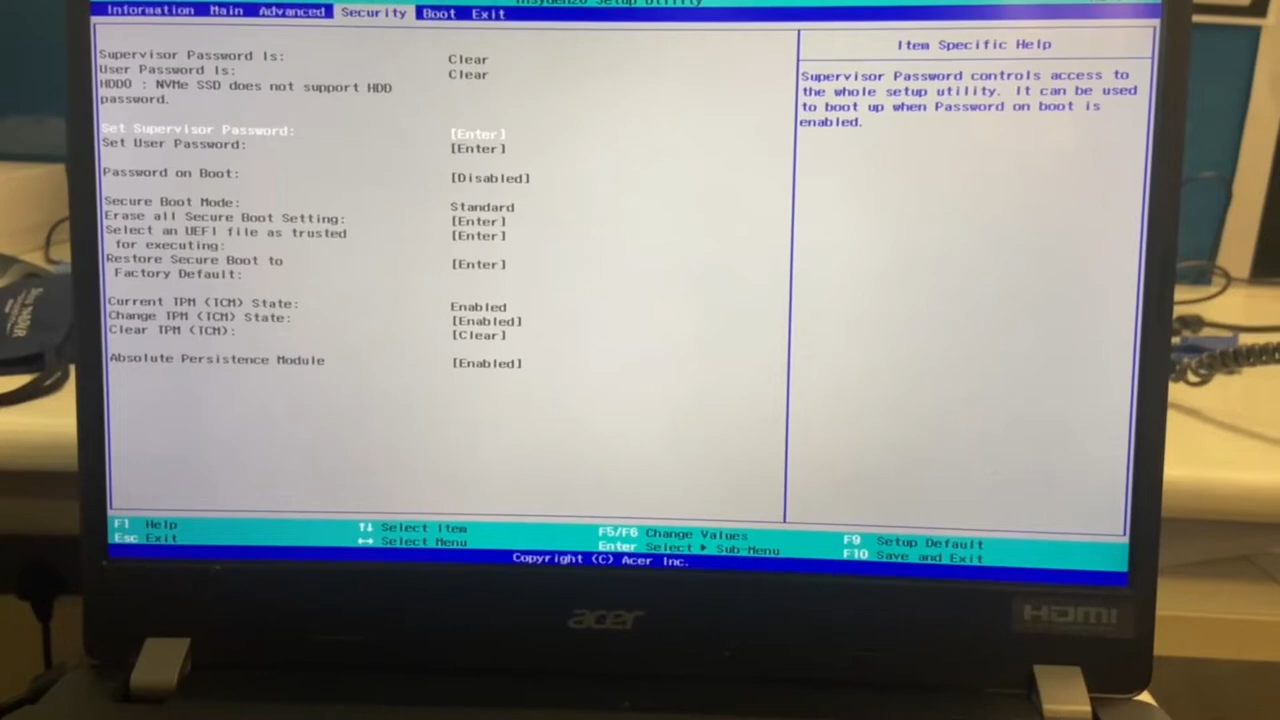 Setup Utility
Information Main Advanced Security Boot Exit
Supervisor Password Is: Clear
User Password Is: Clear
HDD0 : NVMe SSD does not support HDD
password.
Set Supervisor Password: [Enter]
Set User Password: [Enter]
Password on Boot: [Disabled]
Secure Boot Mode: Standard
Erase all Secure Boot Setting: [Enter]
Select an UEFI file as trusted [Enter]
for executing:
Restore Secure Boot to [Enter]
Factory Default:
Current TPM (TCM) State: Enabled
Change TPM (TCM) State: [Enabled]
Clear TPM (TCM): [Clear]
Absolute Persistence Module [Enabled]
Item Specific Help
Supervisor Password controls access to
the whole setup utility. It can be used
to boot up when Password on boot is
enabled.
F1 Help ↑↓ Select Item F5/F6 Change Values F9 Setup Default
Esc Exit ↔ Select Menu Enter Select ▶ Sub-Menu F10 Save and Exit
Copyright (C) Acer Inc.
acer
HDMI